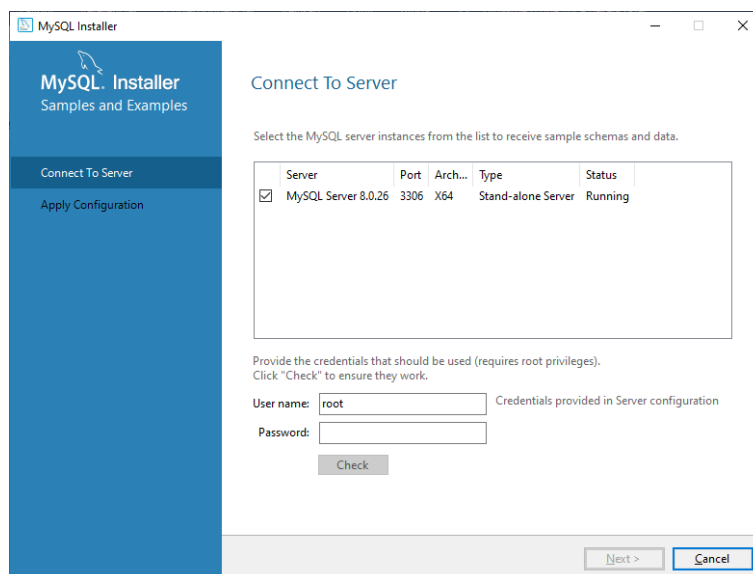 MySQL Installer
MySQL. Installer
Samples and Examples
Connect To Server
Apply Configuration
Connect To Server
Select the MySQL server instances from the list to receive sample schemas and data.
Server Port Arch... Type Status
MySQL Server 8.0.26 3306 X64 Stand-alone Server Running
Provide the credentials that should be used (requires root privileges).
Click "Check" to ensure they work.
User name: root Credentials provided in Server configuration
Password:
Check
Next > Cancel